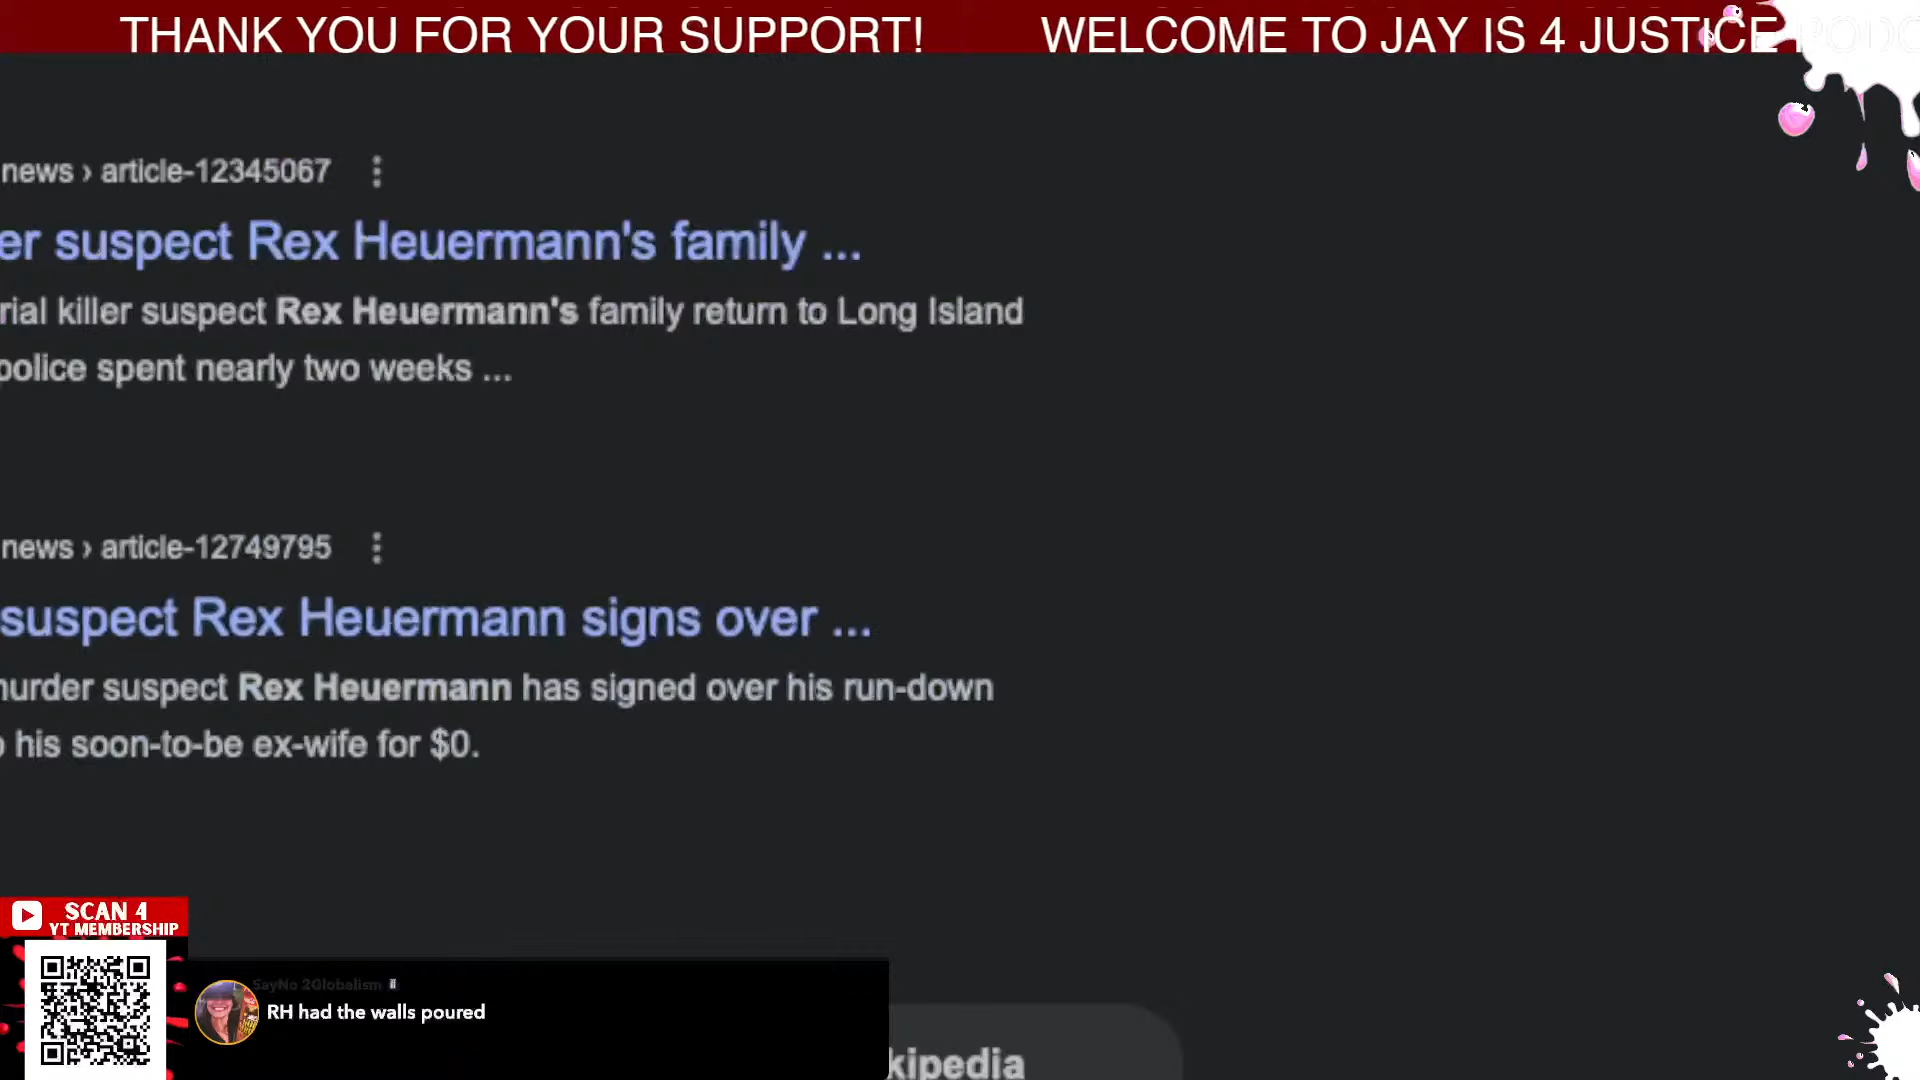 THANK YOU FOR YOUR SUPPORT! WELCOME TO JAY IS 4 JUSTICE
news › article-12345067
er suspect Rex Heuermann's family ...
rial killer suspect Rex Heuermann's family return to Long Island
police spent nearly two weeks ...
news › article-12749795
suspect Rex Heuermann signs over ...
murder suspect Rex Heuermann has signed over his run-down
o his soon-to-be ex-wife for $0.
SCAN 4
YT MEMBERSHIP
SayNo 2Globalism
RH had the walls poured
kipedia